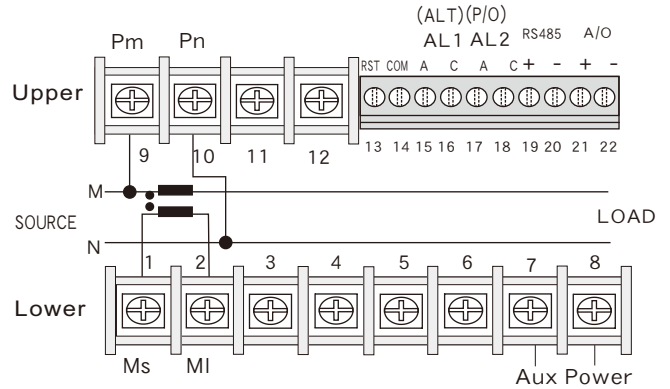 (ALT) (P/O)
Pm Pn AL1 AL2 RS485 A/O
RST COM A C A C + - + -
Upper
9 10 11 12 13 14 15 16 17 18 19 20 21 22
M
SOURCE LOAD
N
1 2 3 4 5 6 7 8
Lower
Ms Ml
Aux Power